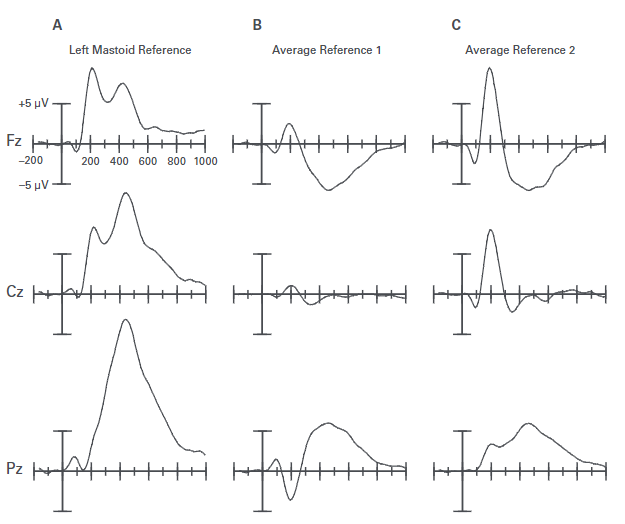 A B C
Left Mastoid Reference Average Reference 1 Average Reference 2
+5 μV
Fz
–200 200 400 600 800 1000
–5 μV
Cz
Pz